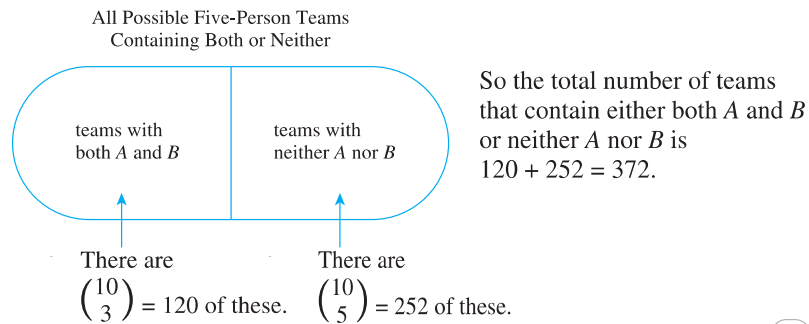 All Possible Five-Person Teams
Containing Both or Neither
teams with
both A and B
teams with
neither A nor B
So the total number of teams
that contain either both A and B
or neither A nor B is
120 + 252 = 372.
There are
(10 3) = 120 of these.
There are
(10 5) = 252 of these.